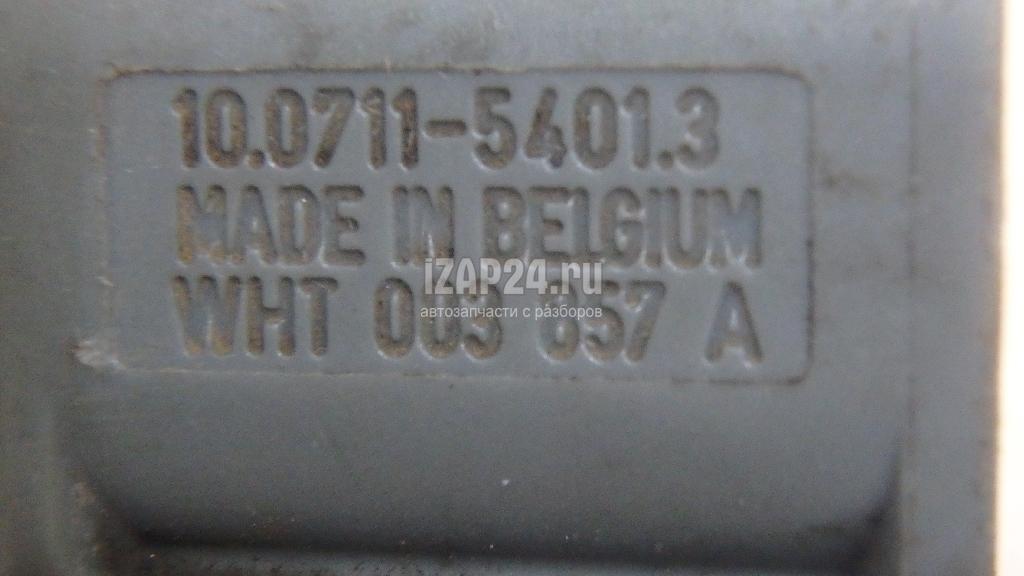 10.0711-5401.3
MADE IN BELGIUM
iZAP24.ru
WHT 003 857 A
автозапчасти с разборов